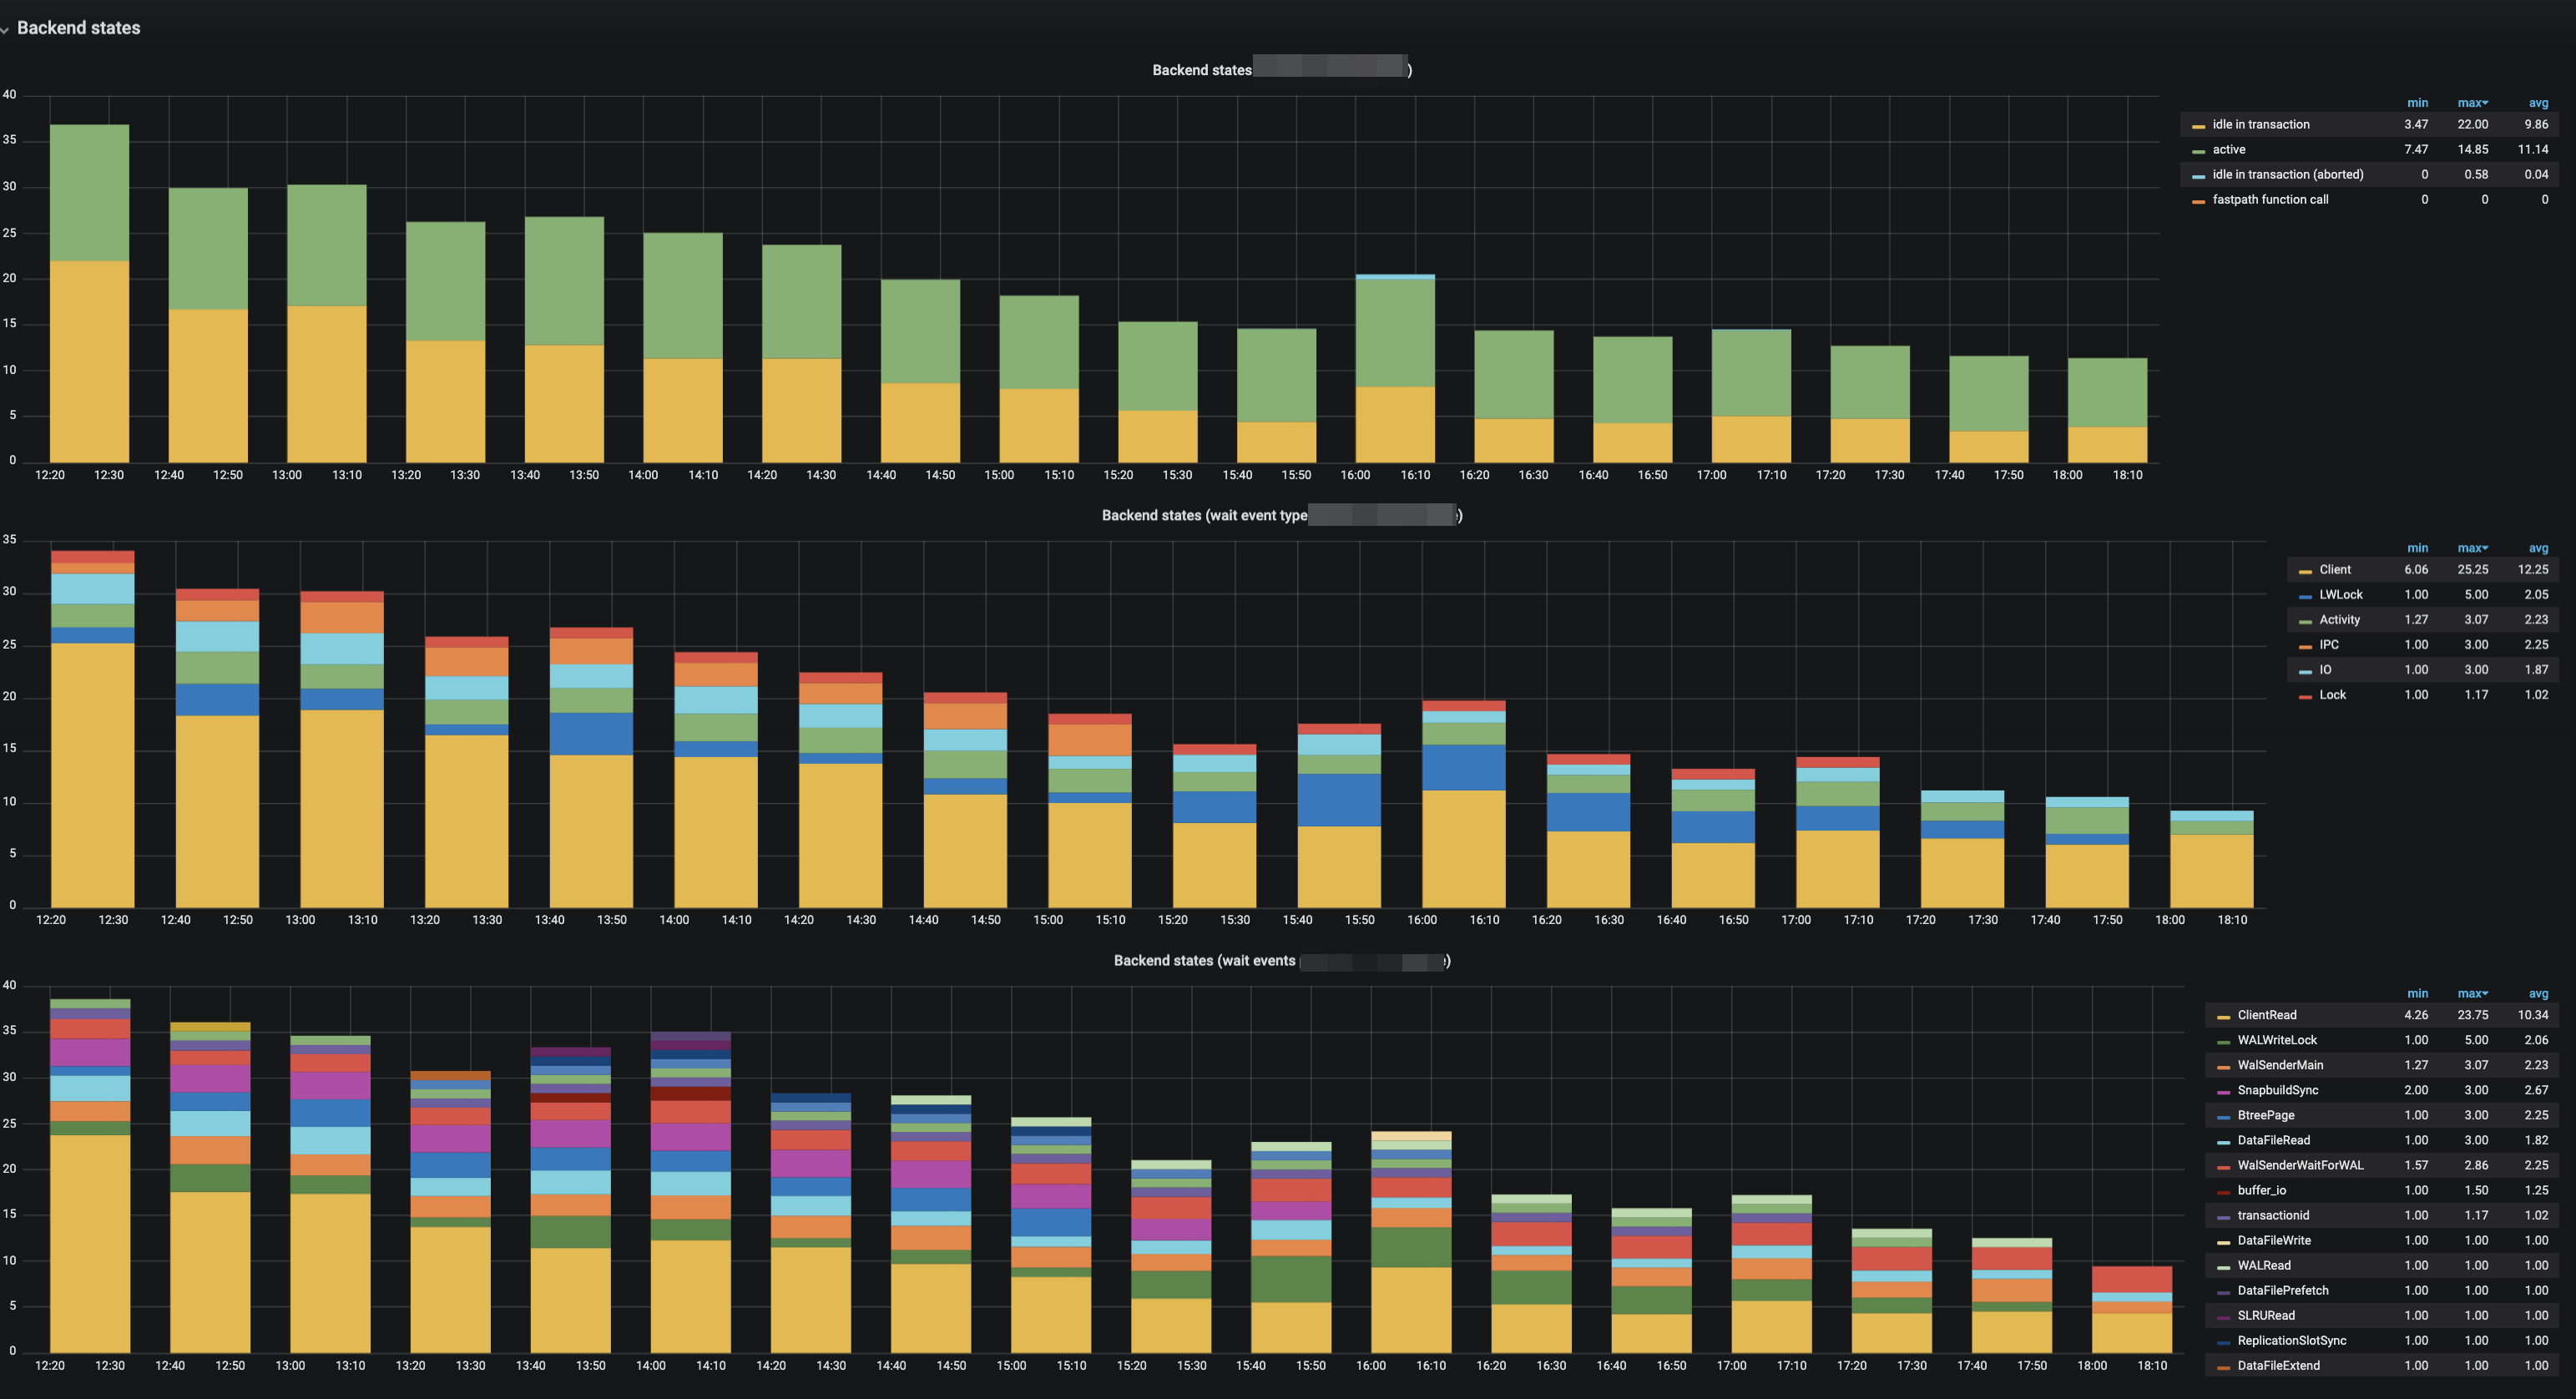 Backend states
Backend states )
40
35
30
25
20
15
10
5
0
12:20 12:30 12:40 12:50 13:00 13:10 13:20 13:30 13:40 13:50 14:00 14:10 14:20 14:30 14:40 14:50 15:00 15:10 15:20 15:30 15:40 15:50 16:00 16:10 16:20 16:30 16:40 16:50 17:00 17:10 17:20 17:30 17:40 17:50 18:00 18:10
min max avg
idle in transaction 3.47 22.00 9.86
active 7.47 14.85 11.14
idle in transaction (aborted) 0 0.58 0.04
fastpath function call 0 0 0
Backend states (wait event type )
35
30
25
20
15
10
5
0
12:20 12:30 12:40 12:50 13:00 13:10 13:20 13:30 13:40 13:50 14:00 14:10 14:20 14:30 14:40 14:50 15:00 15:10 15:20 15:30 15:40 15:50 16:00 16:10 16:20 16:30 16:40 16:50 17:00 17:10 17:20 17:30 17:40 17:50 18:00 18:10
min max avg
Client 6.06 25.25 12.25
LWLock 1.00 5.00 2.05
Activity 1.27 3.07 2.23
IPC 1.00 3.00 2.25
IO 1.00 3.00 1.87
Lock 1.00 1.17 1.02
Backend states (wait events )
40
35
30
25
20
15
10
5
0
12:20 12:30 12:40 12:50 13:00 13:10 13:20 13:30 13:40 13:50 14:00 14:10 14:20 14:30 14:40 14:50 15:00 15:10 15:20 15:30 15:40 15:50 16:00 16:10 16:20 16:30 16:40 16:50 17:00 17:10 17:20 17:30 17:40 17:50 18:00 18:10
min max avg
ClientRead 4.26 23.75 10.34
WALWriteLock 1.00 5.00 2.06
WalSenderMain 1.27 3.07 2.23
SnapbuildSync 2.00 3.00 2.67
BtreePage 1.00 3.00 2.25
DataFileRead 1.00 3.00 1.82
WalSenderWaitForWAL 1.57 2.86 2.25
buffer_io 1.00 1.50 1.25
transactionid 1.00 1.17 1.02
DataFileWrite 1.00 1.00 1.00
WALRead 1.00 1.00 1.00
DataFilePrefetch 1.00 1.00 1.00
SLRURead 1.00 1.00 1.00
ReplicationSlotSync 1.00 1.00 1.00
DataFileExtend 1.00 1.00 1.00